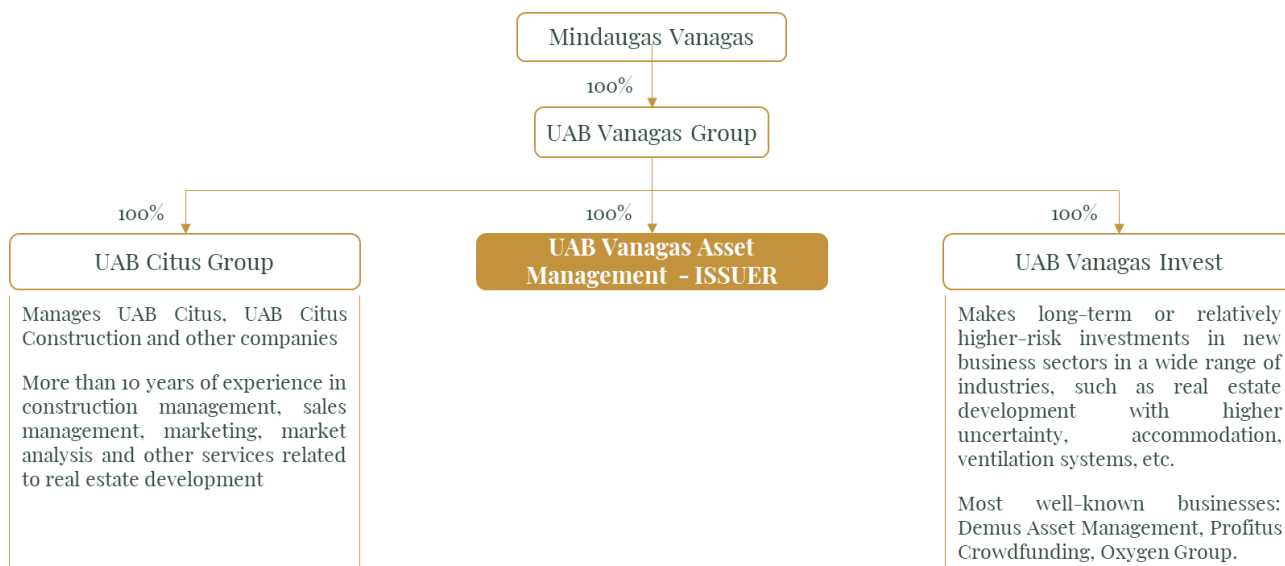 Mindaugas Vanagas
100%
UAB Vanagas Group
100%
100%
100%
UAB Citus Group
UAB Vanagas Asset
Management - ISSUER
UAB Vanagas Invest
Manages UAB Citus, UAB Citus
Construction and other companies
More than 10 years of experience in
construction management, sales
management, marketing, market
analysis and other services related
to real estate development
Makes long-term or relatively
higher-risk investments in new
business sectors in a wide range of
industries, such as real estate
development with higher
uncertainty, accommodation,
ventilation systems, etc.
Most well-known businesses:
Demus Asset Management, Profitus
Crowdfunding, Oxygen Group.